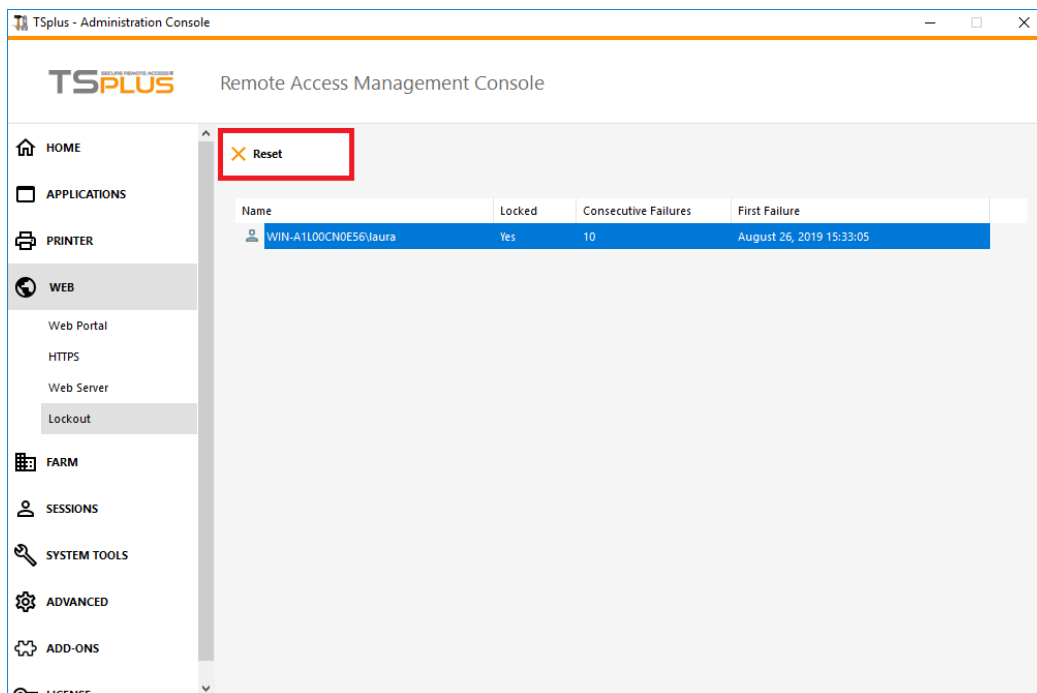 TSplus - Administration Console
SECURE REMOTE ACCESS
TSPLUS
Remote Access Management Console
HOME
APPLICATIONS
PRINTER
WEB
Web Portal
HTTPS
Web Server
Lockout
FARM
SESSIONS
SYSTEM TOOLS
ADVANCED
ADD-ONS
LICENSE
Reset
Name Locked Consecutive Failures First Failure
WIN-A1L00CN0E56\laura Yes 10 August 26, 2019 15:33:05